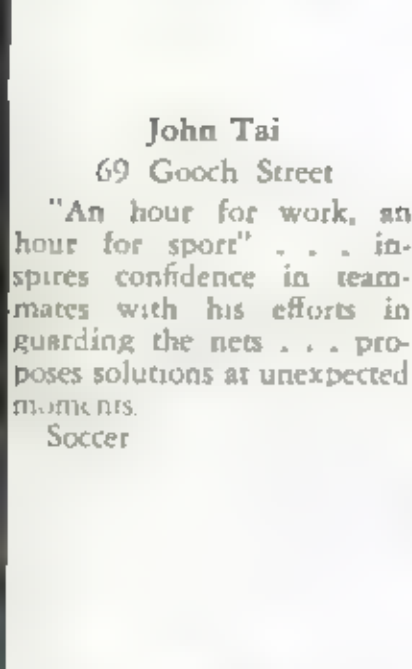 John Tai
69 Gooch Street
"An hour for work, an
hour for sport" . . . in-
spires confidence in team-
mates with his efforts in
guarding the nets . . . pro-
poses solutions at unexpected
moments.
Soccer